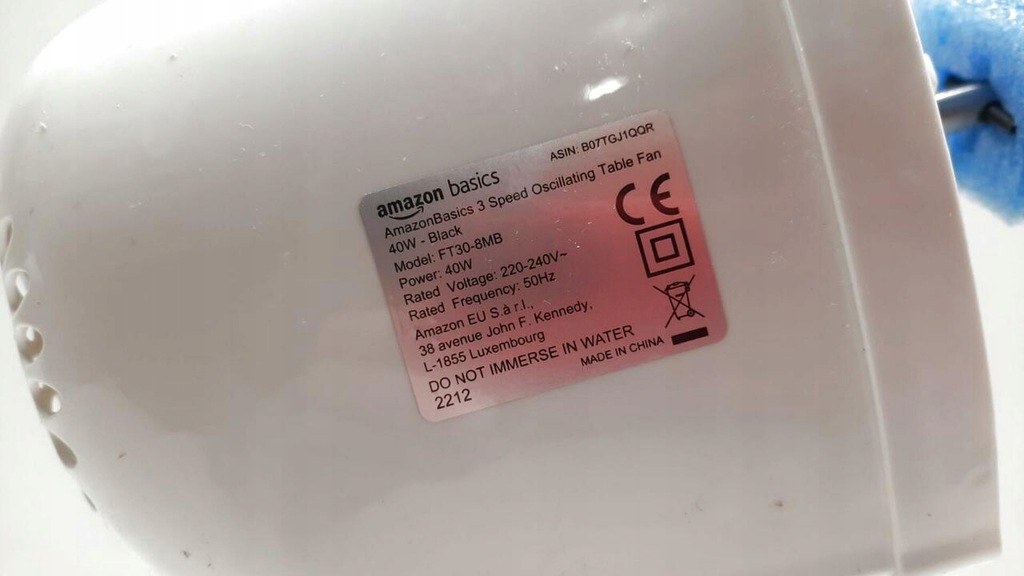 ASIN: B07TGJ1QQR
amazon basics
AmazonBasics 3 Speed Oscillating Table Fan
40W - Black
Model: FT30-8MB
Power: 40W
Rated Voltage: 220-240V~
Rated Frequency: 50Hz
Amazon EU S.à r.l.,
38 avenue John F. Kennedy,
L-1855 Luxembourg
DO NOT IMMERSE IN WATER
2212
MADE IN CHINA
CE